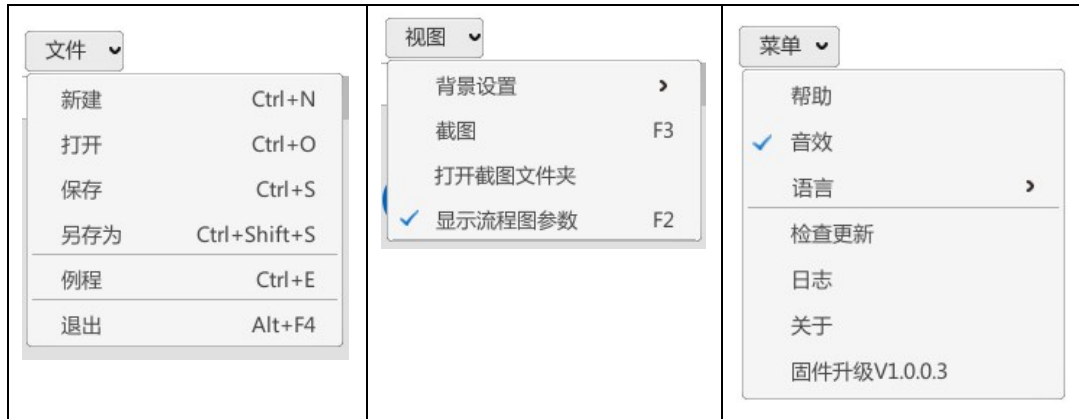 文件
新建 Ctrl+N
打开 Ctrl+O
保存 Ctrl+S
另存为 Ctrl+Shift+S
例程 Ctrl+E
退出 Alt+F4
视图
背景设置
截图 F3
打开截图文件夹
显示流程图参数 F2
菜单
帮助
音效
语言
检查更新
日志
关于
固件升级V1.0.0.3